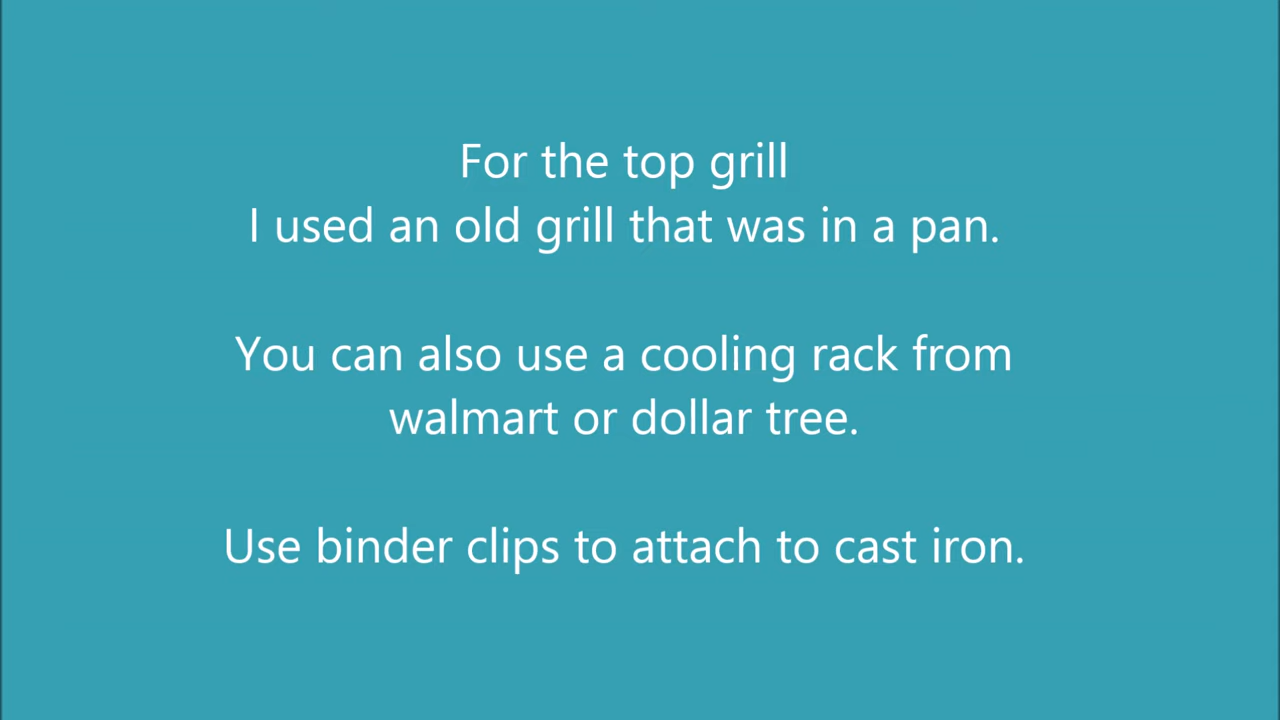 For the top grill
I used an old grill that was in a pan.
You can also use a cooling rack from
walmart or dollar tree.
Use binder clips to attach to cast iron.